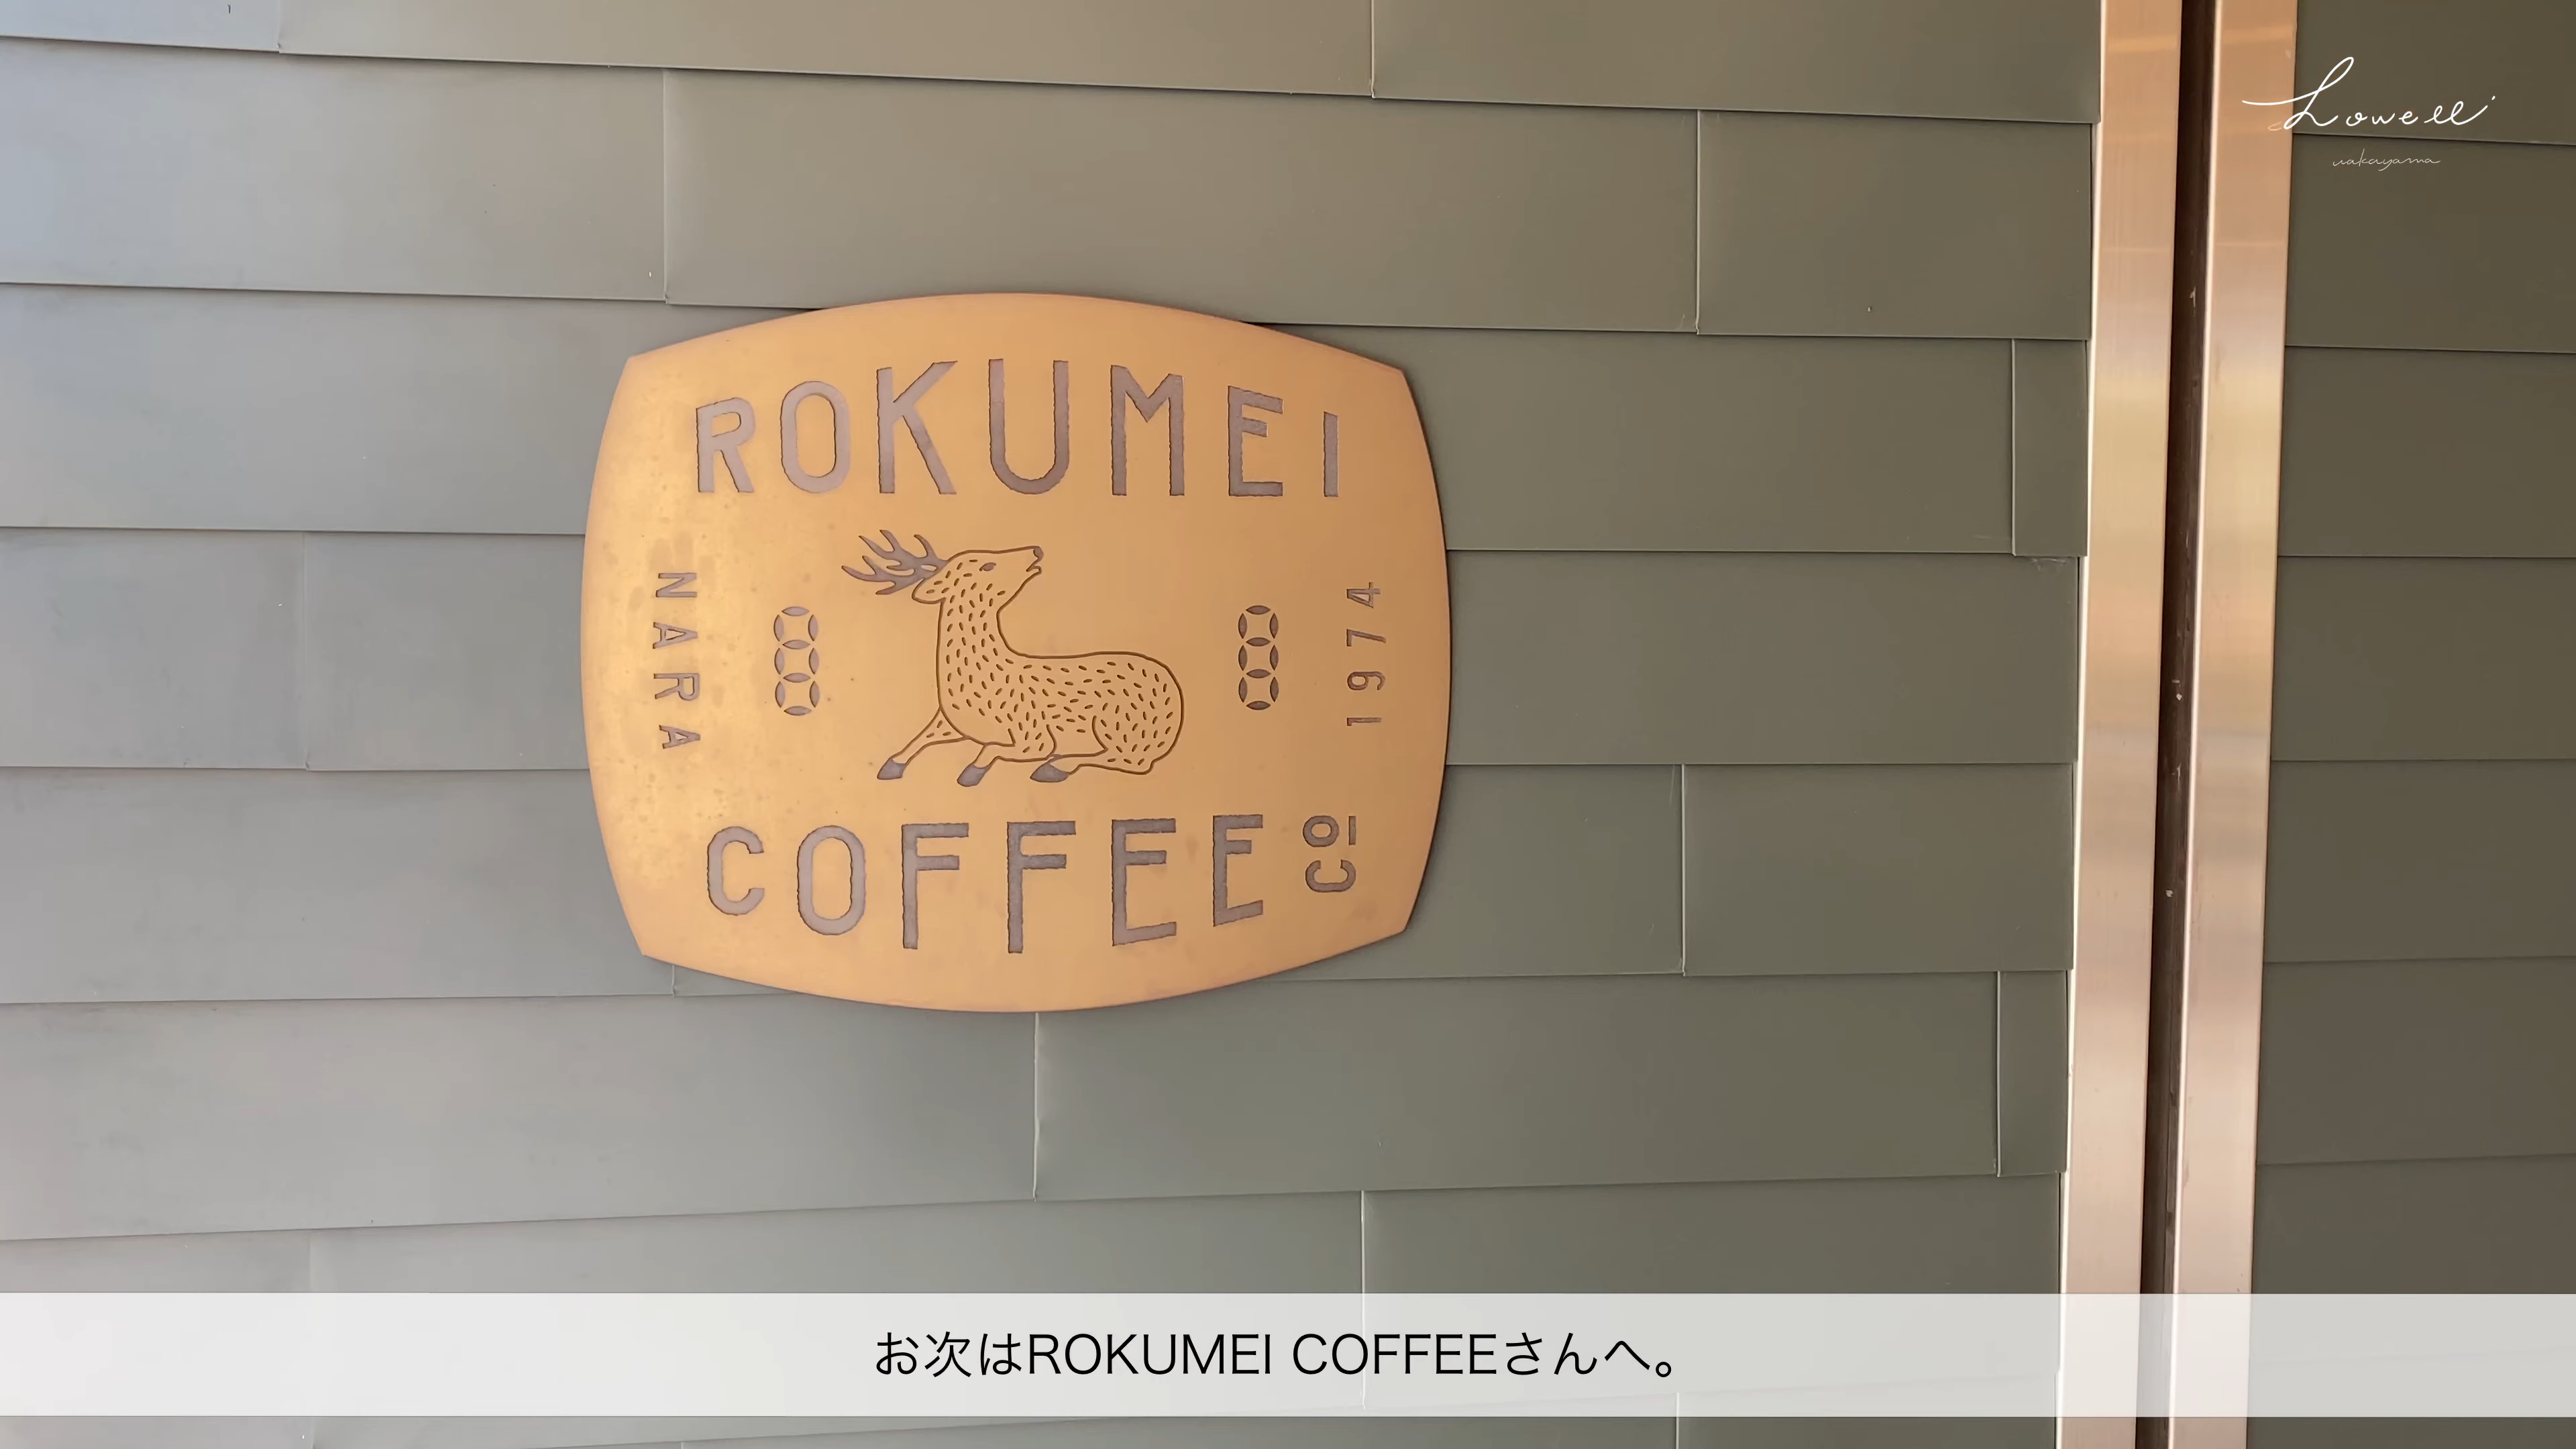 Lowell
wakayama
ROKUMEI
NARA
1974
COFFEE
Co
お次はROKUMEI COFFEEさんへ。